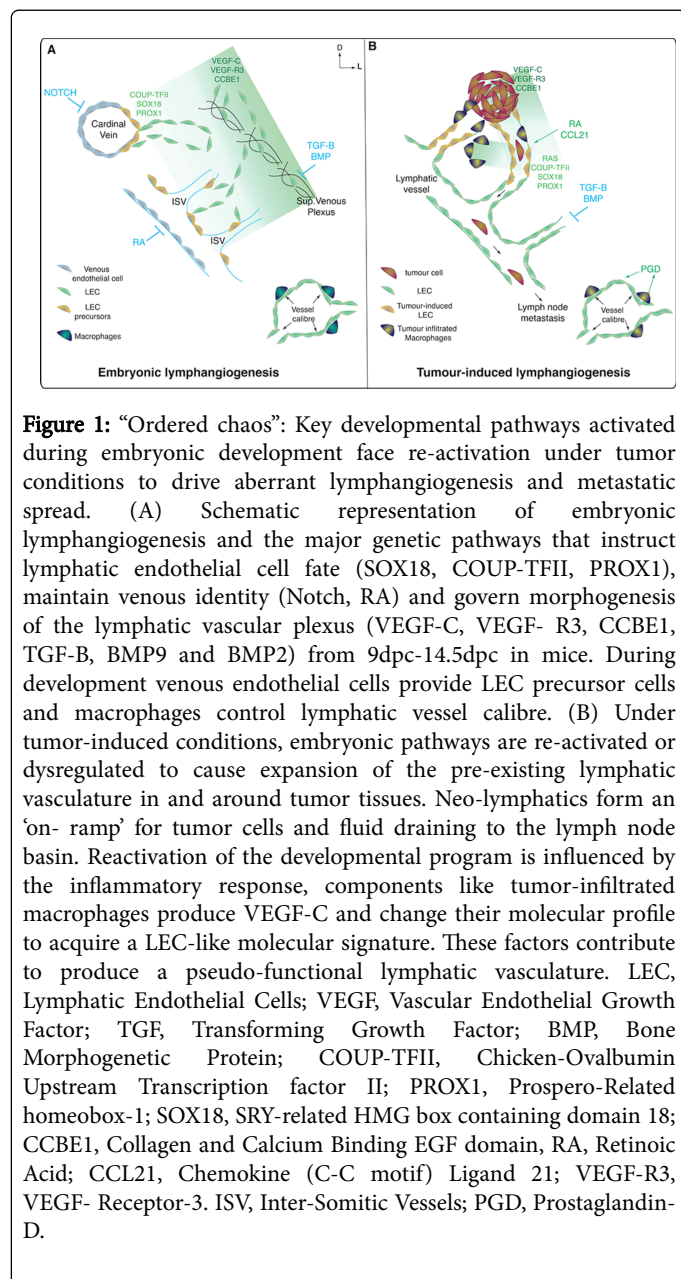 A
B
D
L
VEGF-C
VEGF-R3
CCBE1
NOTCH
COUP-TFII
SOX18
PROX1
Cardinal
Vein
TGF-B
BMP
ISV
ISV
RA
Sup.Venous
Plexus
Venous
endothelial cell
LEC
LEC
precursors
Macrophages
Vessel
calibre
Embryonic lymphangiogenesis
VEGF-C
VEGF-R3
CCBE1
RA
CCL21
RAS
COUP-TFII
SOX18
PROX1
Lymphatic
vessel
TGF-B
BMP
tumour cell
LEC
Tumour-induced
LEC
Tumour infiltrated
Macrophages
Lymph node
metastasis
PGD
Vessel
calibre
Tumour-induced lymphangiogenesis
Figure 1: “Ordered chaos”: Key developmental pathways activated
during embryonic development face re-activation under tumor
conditions to drive aberrant lymphangiogenesis and metastatic
spread. (A) Schematic representation of embryonic
lymphangiogenesis and the major genetic pathways that instruct
lymphatic endothelial cell fate (SOX18, COUP-TFII, PROX1),
maintain venous identity (Notch, RA) and govern morphogenesis
of the lymphatic vascular plexus (VEGF-C, VEGF- R3, CCBE1,
TGF-B, BMP9 and BMP2) from 9dpc-14.5dpc in mice. During
development venous endothelial cells provide LEC precursor cells
and macrophages control lymphatic vessel calibre. (B) Under
tumor-induced conditions, embryonic pathways are re-activated or
dysregulated to cause expansion of the pre-existing lymphatic
vasculature in and around tumor tissues. Neo-lymphatics form an
‘on- ramp’ for tumor cells and fluid draining to the lymph node
basin. Reactivation of the developmental program is influenced by
the inflammatory response, components like tumor-infiltrated
macrophages produce VEGF-C and change their molecular profile
to acquire a LEC-like molecular signature. These factors contribute
to produce a pseudo-functional lymphatic vasculature. LEC,
Lymphatic Endothelial Cells; VEGF, Vascular Endothelial Growth
Factor; TGF, Transforming Growth Factor; BMP, Bone
Morphogenetic Protein; COUP-TFII, Chicken-Ovalbumin
Upstream Transcription factor II; PROX1, Prospero-Related
homeobox-1; SOX18, SRY-related HMG box containing domain 18;
CCBE1, Collagen and Calcium Binding EGF domain, RA, Retinoic
Acid; CCL21, Chemokine (C-C motif) Ligand 21; VEGF-R3,
VEGF- Receptor-3. ISV, Inter-Somitic Vessels; PGD, Prostaglandin-
D.